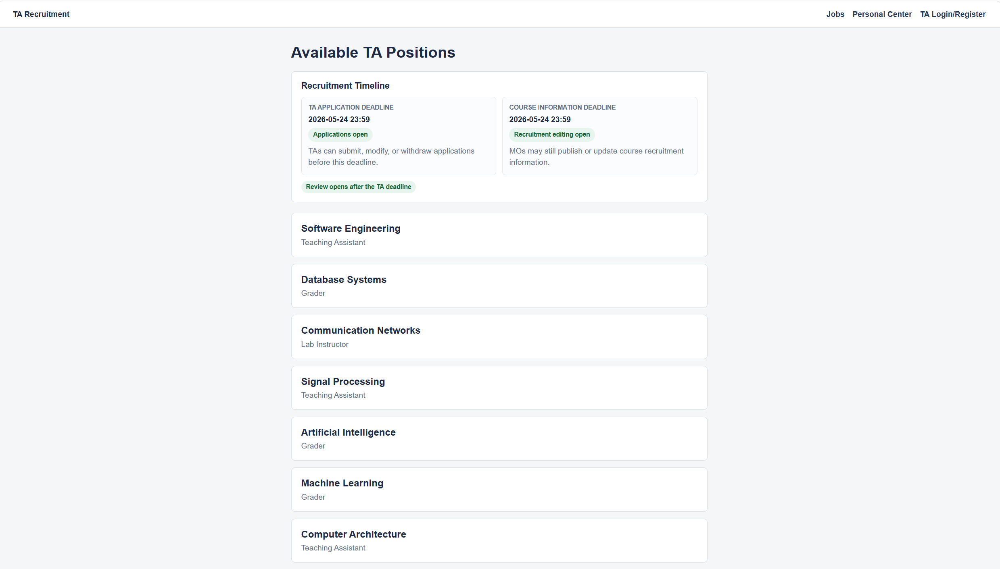 TA Recruitment
Jobs
Personal Center
TA Login/Register
Available TA Positions
Recruitment Timeline
TA APPLICATION DEADLINE
2026-05-24 23:59
Applications open
TAs can submit, modify, or withdraw applications
before this deadline.
COURSE INFORMATION DEADLINE
2026-05-24 23:59
Recruitment editing open
MOs may still publish or update course recruitment
information.
Review opens after the TA deadline
Software Engineering
Teaching Assistant
Database Systems
Grader
Communication Networks
Lab Instructor
Signal Processing
Teaching Assistant
Artificial Intelligence
Grader
Machine Learning
Grader
Computer Architecture
Teaching Assistant